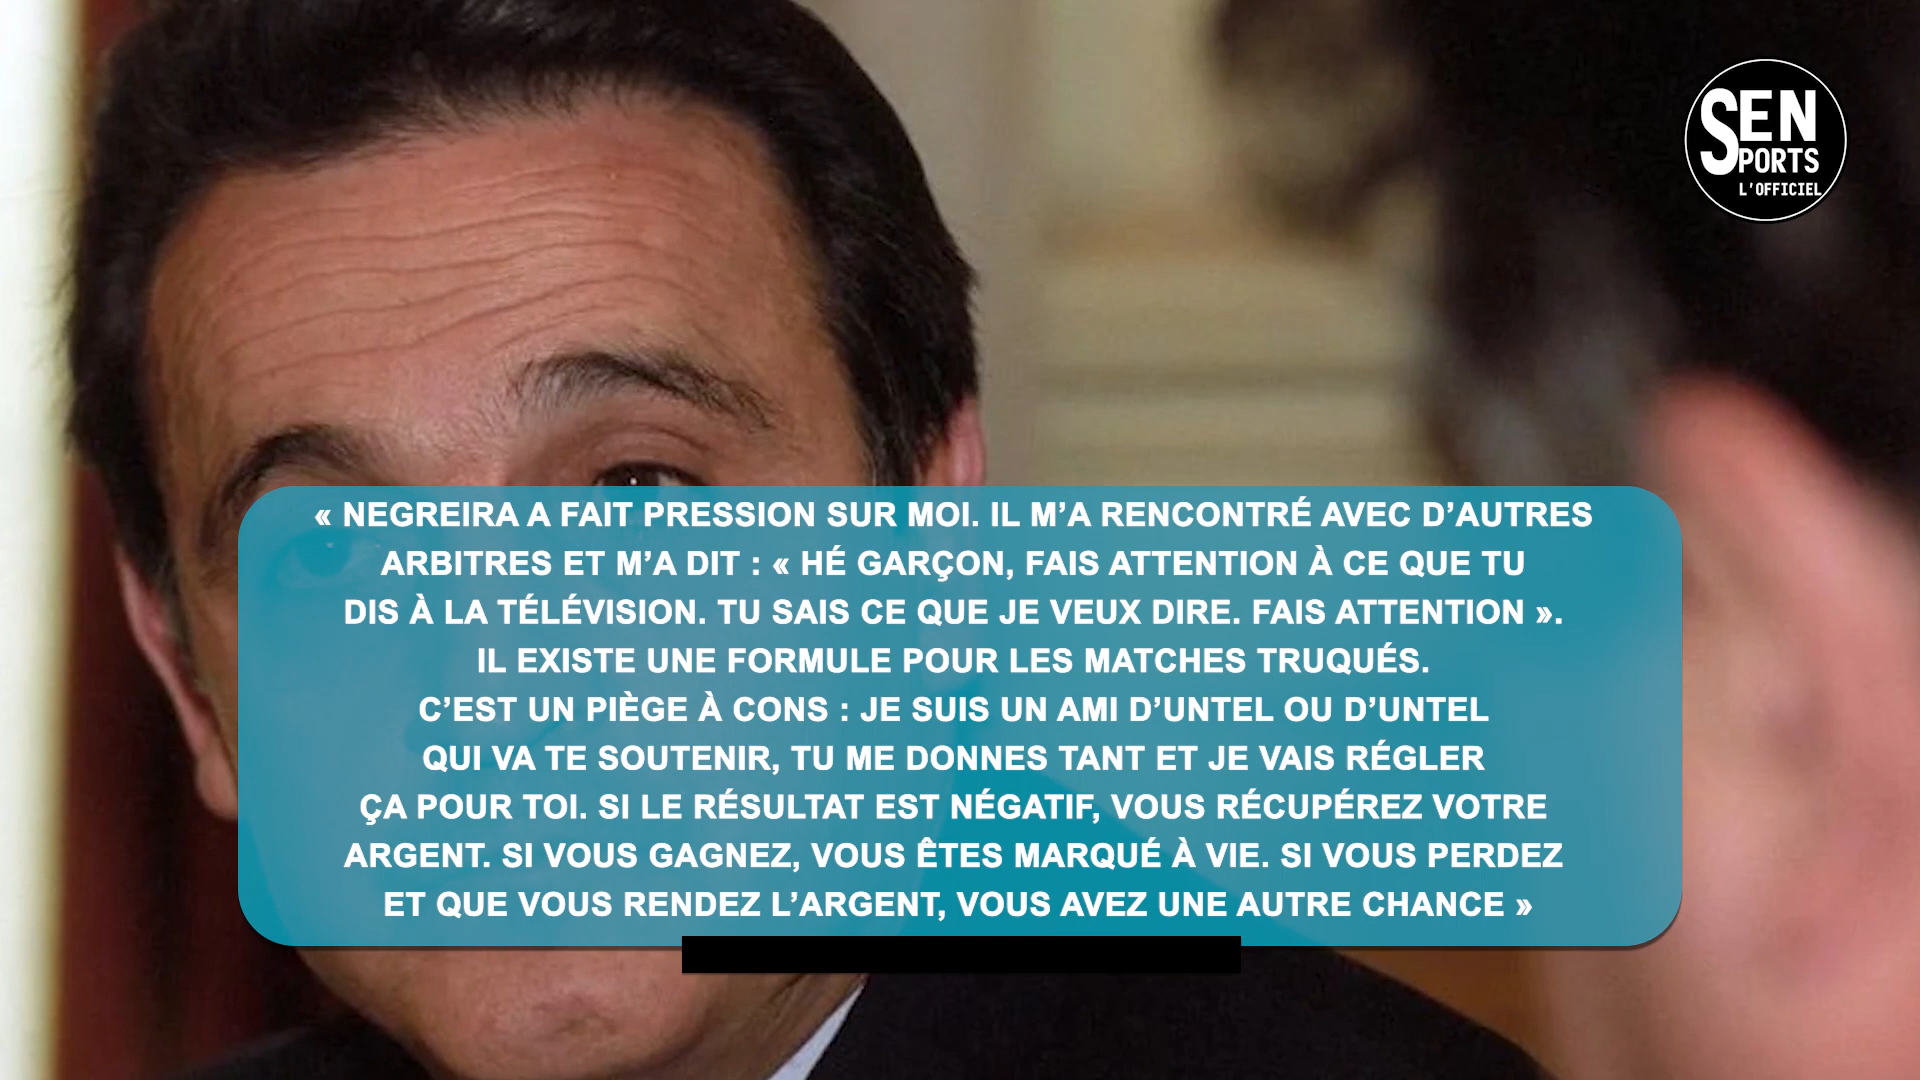 SEN
SPORTS
L'OFFICIEL
« NEGREIRA A FAIT PRESSION SUR MOI. IL M’A RENCONTRÉ AVEC D’AUTRES
ARBITRES ET M’A DIT : « HÉ GARÇON, FAIS ATTENTION À CE QUE TU
DIS À LA TÉLÉVISION. TU SAIS CE QUE JE VEUX DIRE. FAIS ATTENTION ».
IL EXISTE UNE FORMULE POUR LES MATCHES TRUQUÉS.
C’EST UN PIÈGE À CONS : JE SUIS UN AMI D’UNTEL OU D’UNTEL
QUI VA TE SOUTENIR, TU ME DONNES TANT ET JE VAIS RÉGLER
ÇA POUR TOI. SI LE RÉSULTAT EST NÉGATIF, VOUS RÉCUPÉREZ VOTRE
ARGENT. SI VOUS GAGNEZ, VOUS ÊTES MARQUÉ À VIE. SI VOUS PERDEZ
ET QUE VOUS RENDEZ L’ARGENT, VOUS AVEZ UNE AUTRE CHANCE »